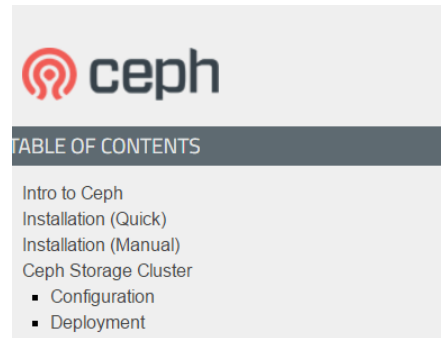 ceph
TABLE OF CONTENTS
Intro to Ceph
Installation (Quick)
Installation (Manual)
Ceph Storage Cluster
Configuration
Deployment